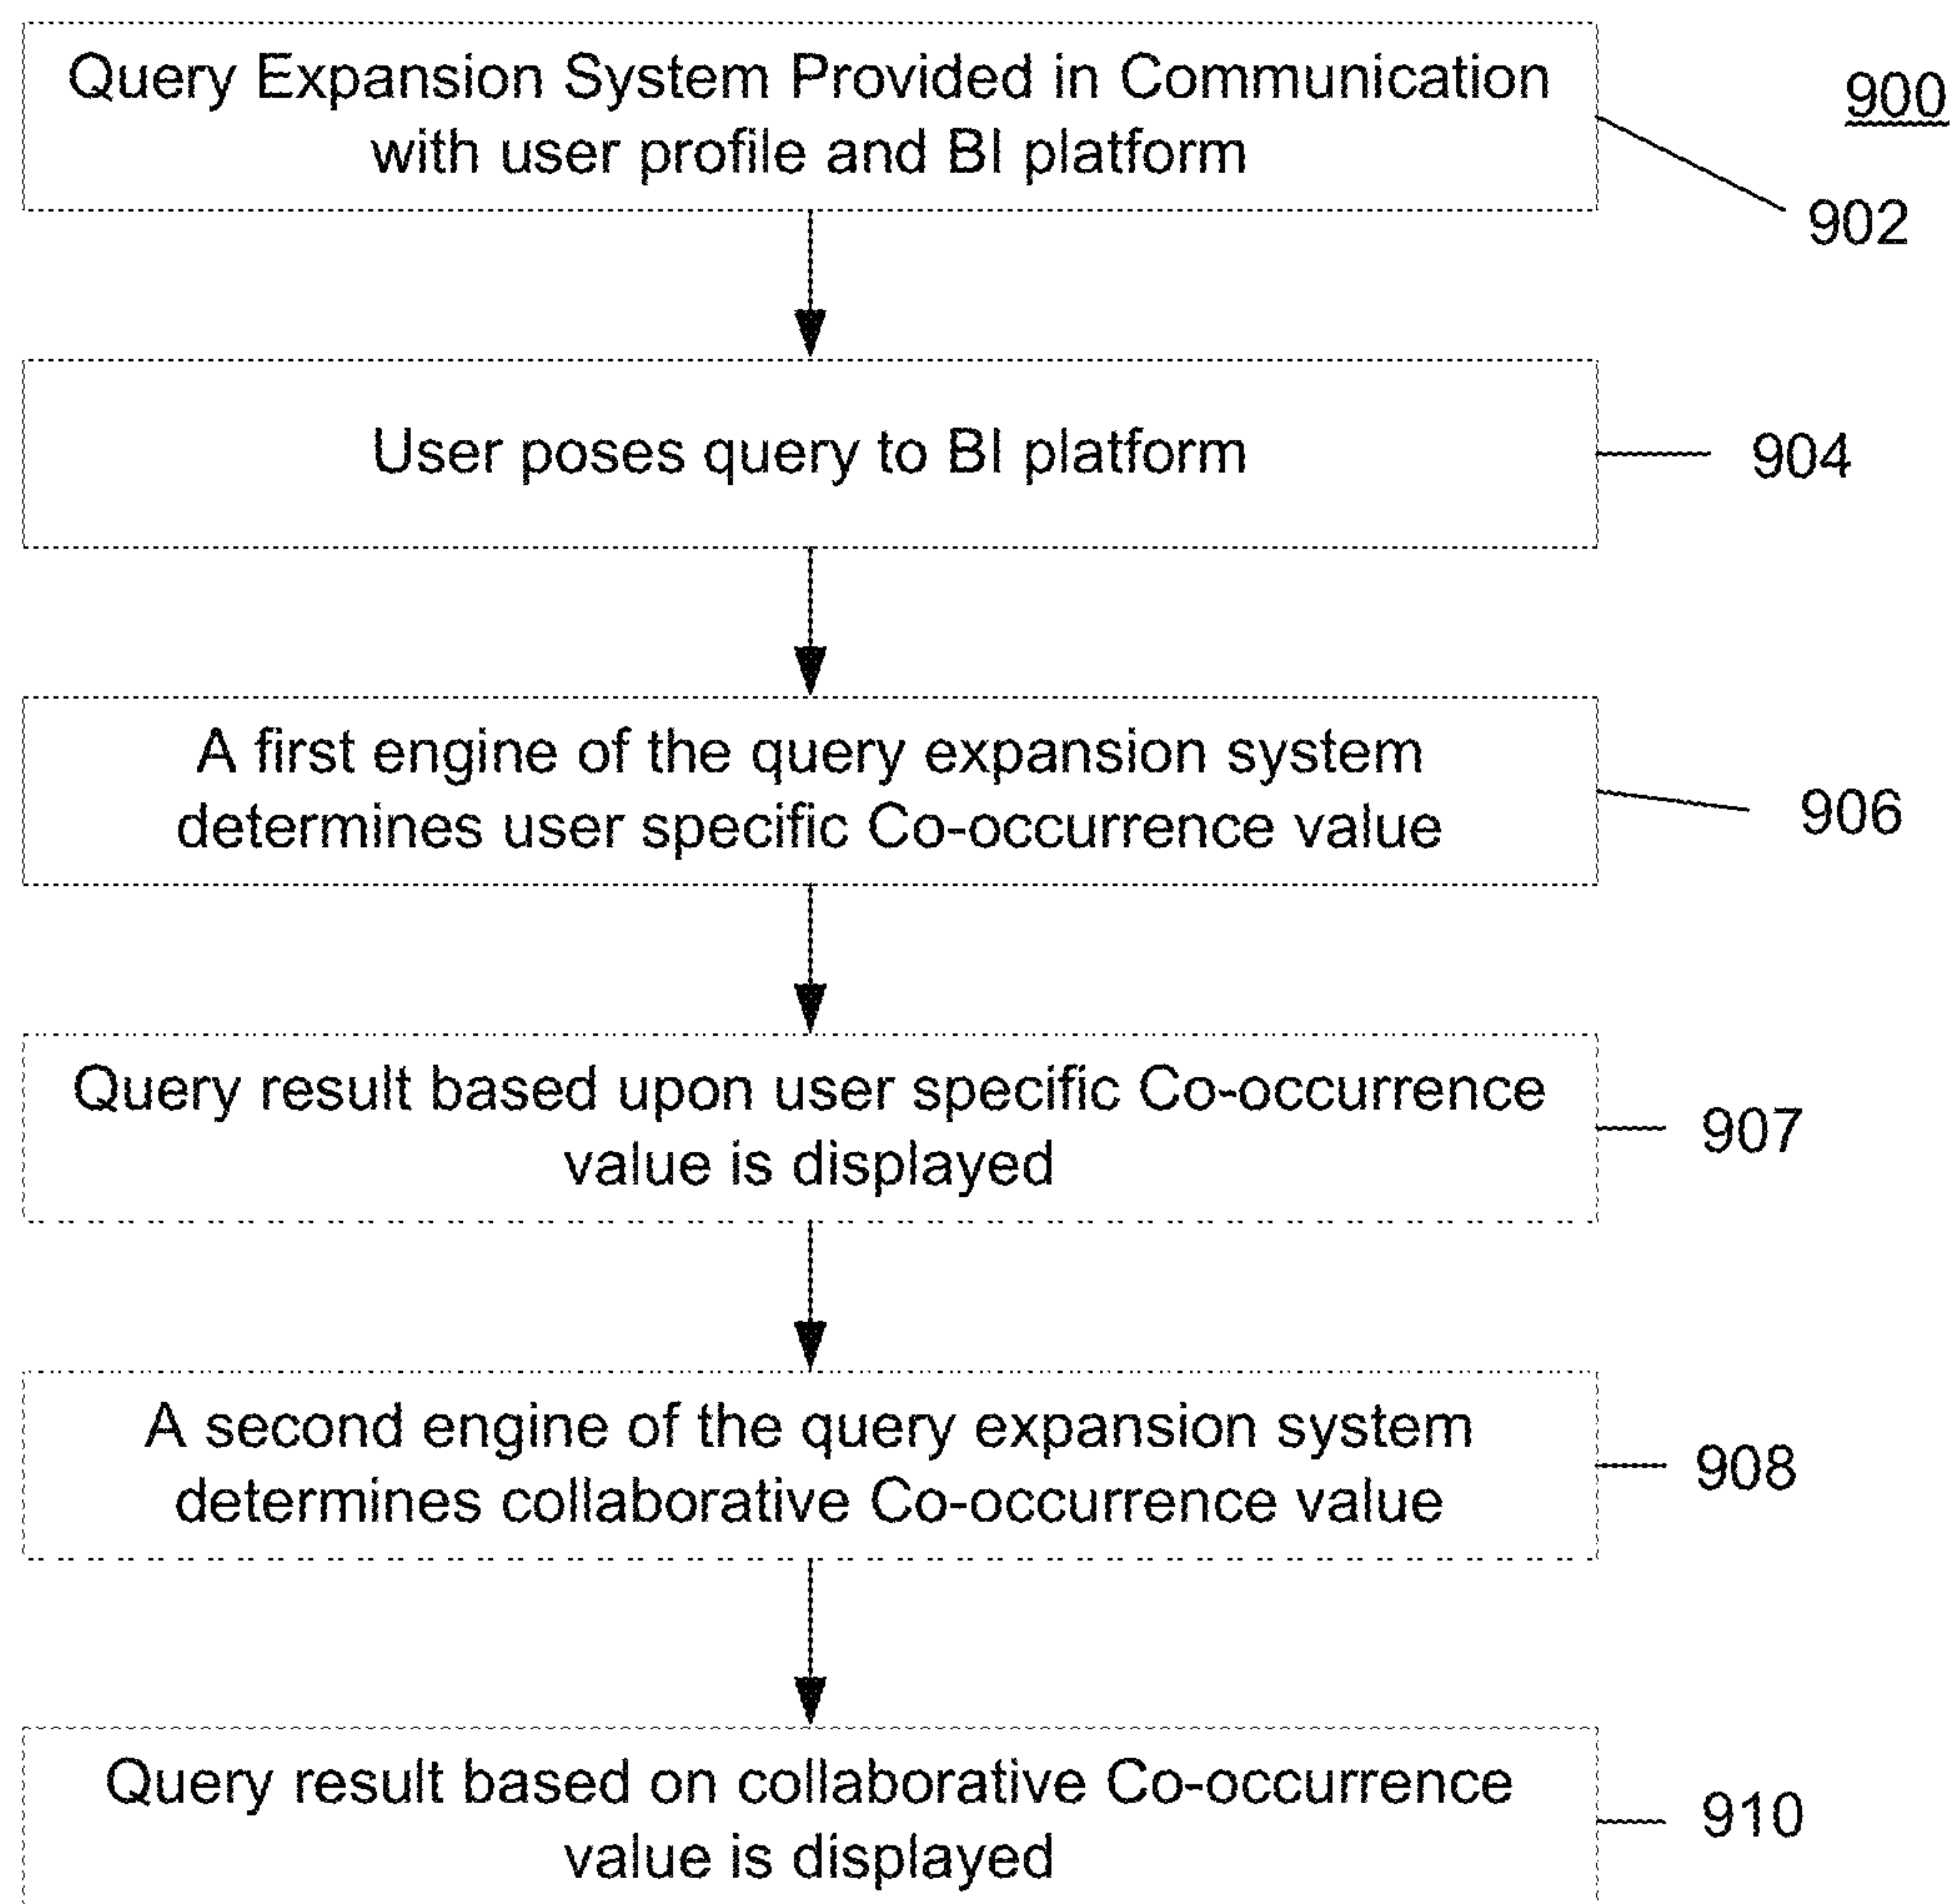 Query Expansion System Provided in Communication
with user profile and BI platform
900
902
User poses query to BI platform
904
A first engine of the query expansion system
determines user specific Co-occurrence value
906
Query result based upon user specific Co-occurrence
value is displayed
907
A second engine of the query expansion system
determines collaborative Co-occurrence value
908
Query result based on collaborative Co-occurrence
value is displayed
910